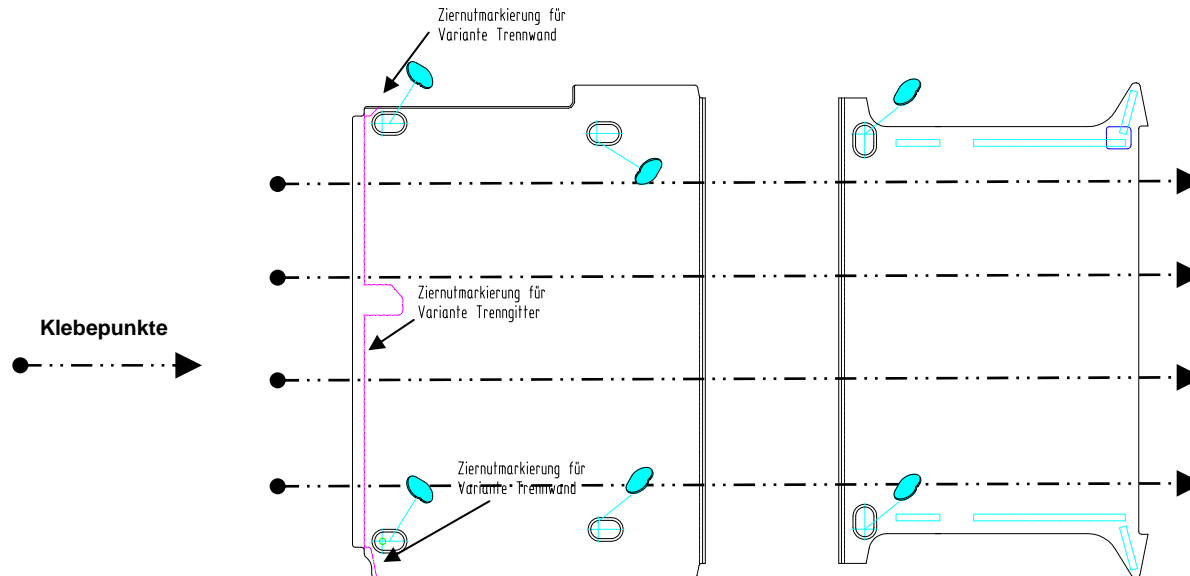 Ziernutmarkierung für
Variante Trennwand
Ziernutmarkierung für
Variante Trenngitter
Klebepunkte
Ziernutmarkierung für
Variante Trennwand